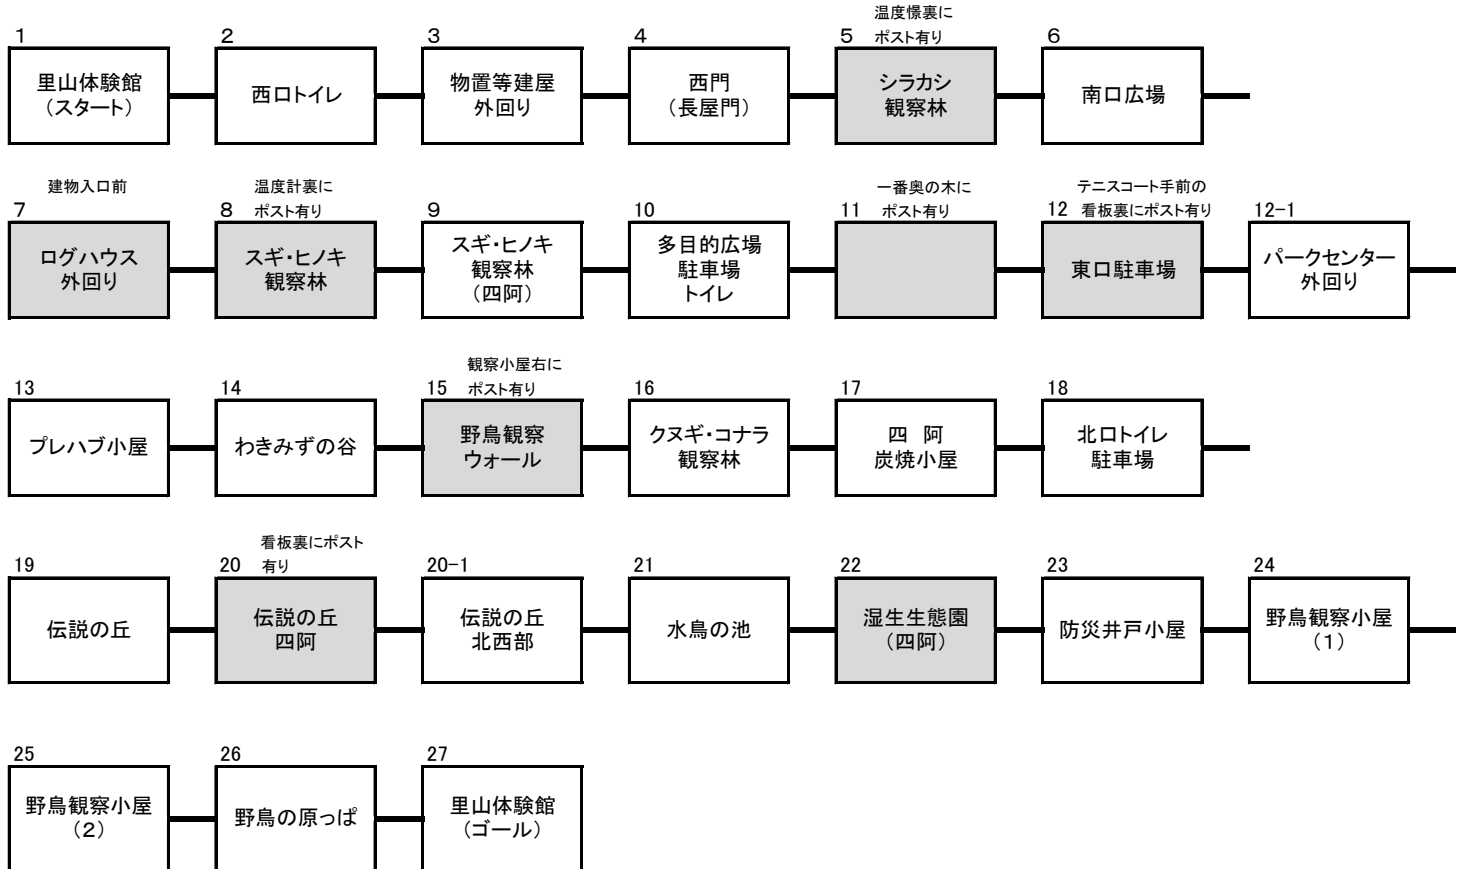 1
里山体験館
（スタート）
2
西口トイレ
3
物置等建屋
外回り
4
西門
（長屋門）
温度憬裏に
5 ポスト有り
シラカシ
観察林
6
南口広場
建物入口前
7
ログハウス
外回り
温度計裏に
8 ポスト有り
スギ・ヒノキ
観察林
9
スギ・ヒノキ
観察林
（四阿）
10
多目的広場
駐車場
トイレ
一番奥の木に
11 ポスト有り
テニスコート手前の
12 看板裏にポスト有り
東口駐車場
12-1
パークセンター
外回り
13
プレハブ小屋
14
わきみずの谷
観察小屋右に
15 ポスト有り
野鳥観察
ウォール
16
クヌギ・コナラ
観察林
17
四 阿
炭焼小屋
18
北口トイレ
駐車場
19
伝説の丘
看板裏にポスト
20 有り
伝説の丘
四阿
20-1
伝説の丘
北西部
21
水鳥の池
22
湿生生態園
（四阿）
23
防災井戸小屋
24
野鳥観察小屋
（1）
25
野鳥観察小屋
（2）
26
野鳥の原っぱ
27
里山体験館
（ゴール）